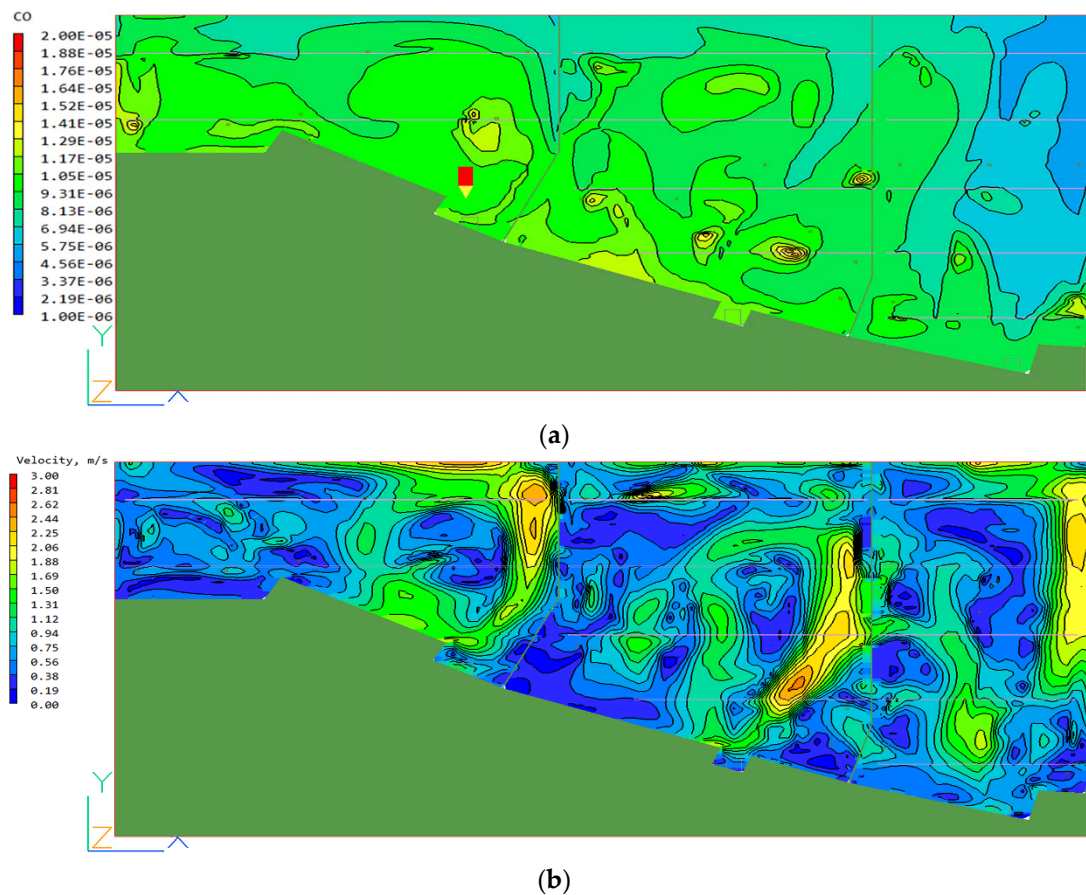 CO
2.00E-05
1.88E-05
1.76E-05
1.64E-05
1.52E-05
1.41E-05
1.29E-05
1.17E-05
1.05E-05
9.31E-06
8.13E-06
6.94E-06
5.75E-06
4.56E-06
3.37E-06
2.19E-06
1.00E-06
Y
Z
X
(a)
Velocity, m/s
3.00
2.81
2.62
2.44
2.25
2.06
1.88
1.69
1.50
1.31
1.12
0.94
0.75
0.56
0.38
0.19
0.00
Y
Z
X
(b)